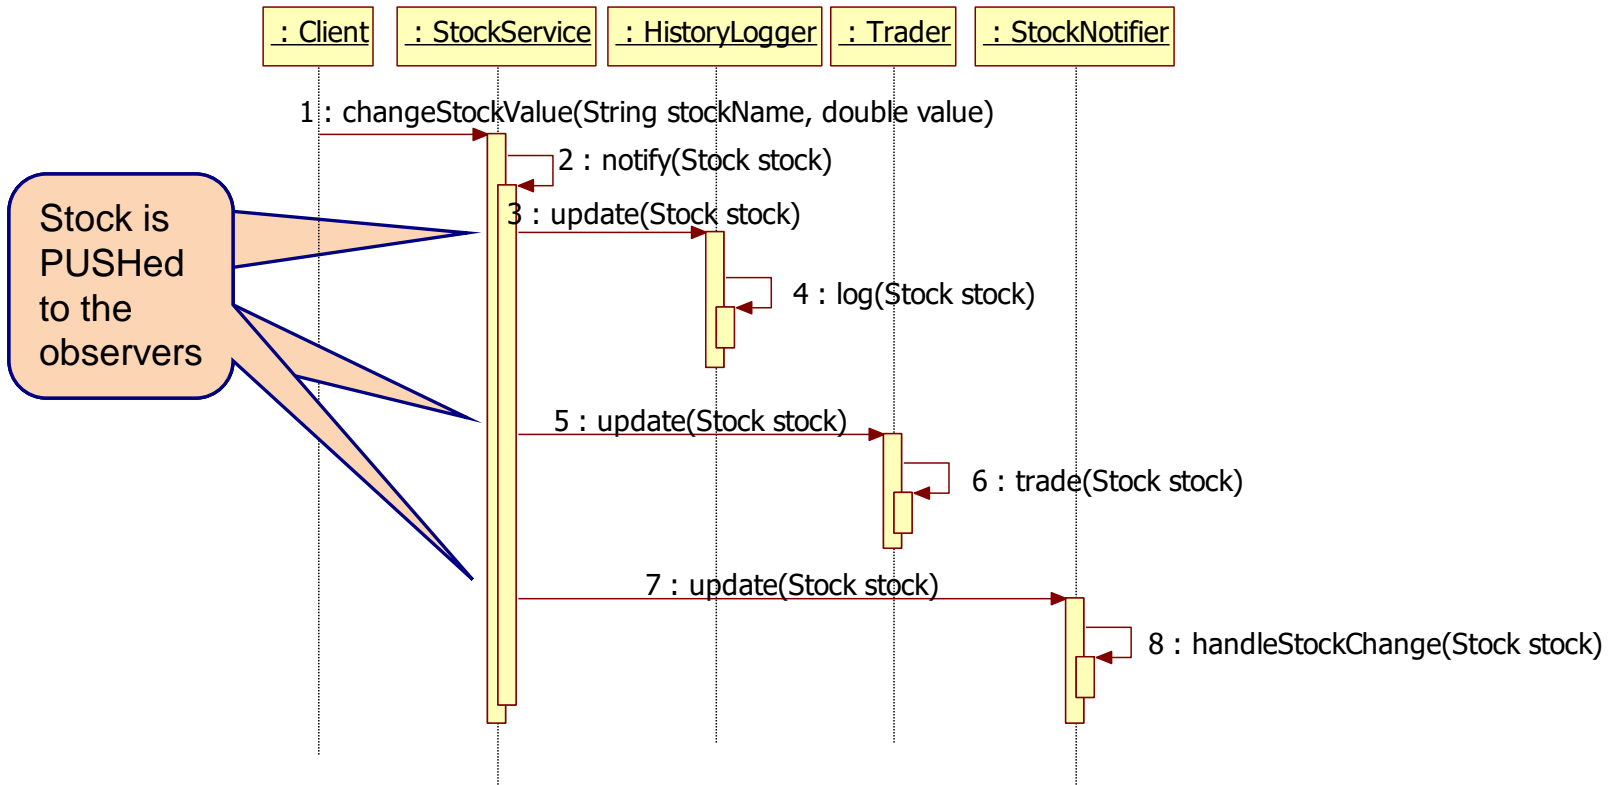 : Client
: StockService
: HistoryLogger
: Trader
: StockNotifier
1 : changeStockValue(String stockName, double value)
2 : notify(Stock stock)
3 : update(Stock stock)
4 : log(Stock stock)
5 : update(Stock stock)
6 : trade(Stock stock)
7 : update(Stock stock)
8 : handleStockChange(Stock stock)
Stock is
PUSHed
to the
observers